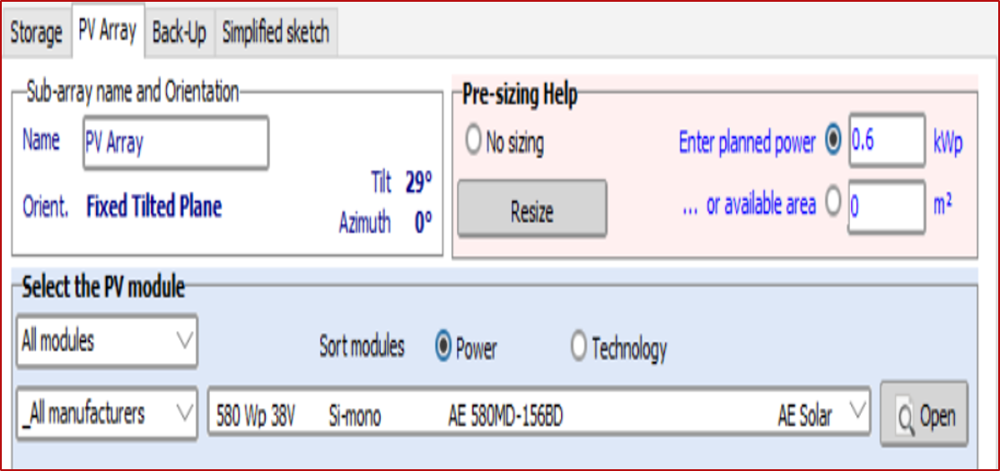 Storage PV Array Back-Up Simplified sketch
Sub-array name and Orientation
Name PV Array
Tilt 29°
Orient. Fixed Tilted Plane
Azimuth 0°
Pre-sizing Help
No sizing Enter planned power 0.6 kWp
Resize ... or available area 0 m²
Select the PV module
All modules Sort modules Power Technology
_All manufacturers 580 Wp 38V Si-mono AE 580MD-156BD AE Solar Open